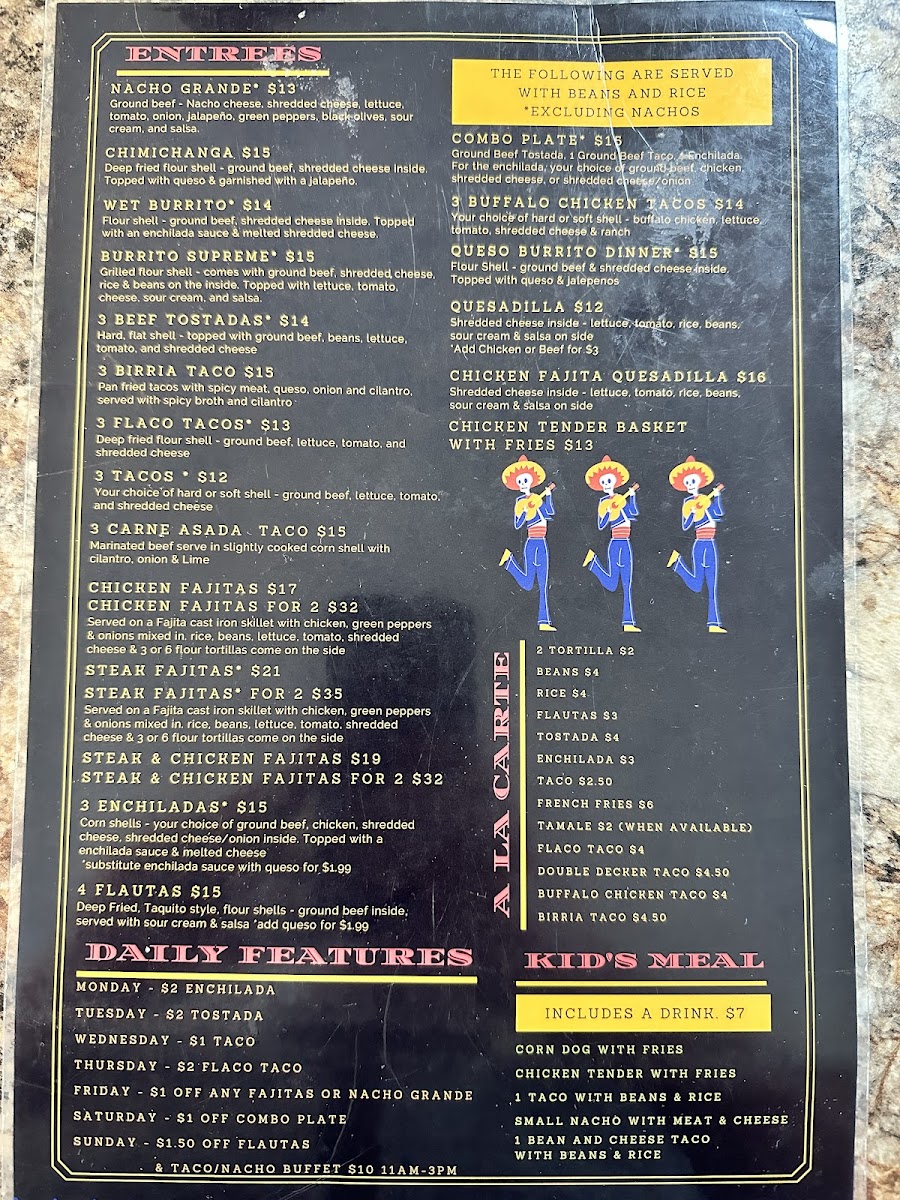 ENTREES
NACHO GRANDE* $13
Ground beef - Nacho cheese, shredded cheese, lettuce,
tomato, onion, jalapeño, green peppers, black olives, sour
cream, and salsa.
CHIMICHANGA $15
Deep fried flour shell - ground beef, shredded cheese inside.
Topped with queso & garnished with a jalapeño.
WET BURRITO* $14
Flour shell - ground beef, shredded cheese inside. Topped
with an enchilada sauce & melted shredded cheese.
BURRITO SUPREME* $15
Grilled flour shell - comes with ground beef, shredded cheese,
rice & beans on the inside. Topped with lettuce, tomato,
cheese, sour cream, and salsa.
3 BEEF TOSTADAS* $14
Hard, flat shell - topped with ground beef, beans, lettuce,
tomato, and shredded cheese
3 BIRRIA TACO $15
Pan fried tacos with spicy meat, queso, onion and cilantro,
served with spicy broth and cilantro
3 FLACO TACOS* $13
Deep fried flour shell - ground beef, lettuce, tomato, and
shredded cheese
3 TACOS * $12
Your choice of hard or soft shell - ground beef, lettuce, tomato,
and shredded cheese
3 CARNE ASADA TACO $15
Marinated beef serve in slightly cooked corn shell with
cilantro, onion & Lime
CHICKEN FAJITAS $17
CHICKEN FAJITAS FOR 2 $32
Served on a Fajita cast iron skillet with chicken, green peppers
& onions mixed in. rice, beans, lettuce, tomato, shredded
cheese & 3 or 6 flour tortillas come on the side
STEAK FAJITAS* $21
STEAK FAJITAS* FOR 2 $35
Served on a Fajita cast iron skillet with chicken, green peppers
& onions mixed in. rice, beans, lettuce, tomato, shredded
cheese & 3 or 6 flour tortillas come on the side
STEAK & CHICKEN FAJITAS $19
STEAK & CHICKEN FAJITAS FOR 2 $32
3 ENCHILADAS* $15
Corn shells - your choice of ground beef, chicken, shredded
cheese, shredded cheese/onion inside. Topped with a
enchilada sauce & melted cheese
*substitute enchilada sauce with queso for $1.99
4 FLAUTAS $15
Deep Fried, Taquito style, flour shells - ground beef inside,
served with sour cream & salsa *add queso for $1.99
THE FOLLOWING ARE SERVED
WITH BEANS AND RICE
*EXCLUDING NACHOS
COMBO PLATE* $15
Ground Beef Tostada, 1 Ground Beef Taco, 1 Enchilada.
For the enchilada, your choice of ground beef, chicken,
shredded cheese, or shredded cheese/onion
3 BUFFALO CHICKEN TACOS $14
Your choice of hard or soft shell - buffalo chicken, lettuce,
tomato, shredded cheese & ranch
QUESO BURRITO DINNER* $15
Flour Shell - ground beef & shredded cheese inside.
Topped with queso & jalepenos
QUESADILLA $12
Shredded cheese inside - lettuce, tomato, rice, beans,
sour cream & salsa on side
*Add Chicken or Beef for $3
CHICKEN FAJITA QUESADILLA $16
Shredded cheese inside - lettuce, tomato, rice, beans,
sour cream & salsa on side
CHICKEN TENDER BASKET
WITH FRIES $13
A LA CARTE
2 TORTILLA $2
BEANS $4
RICE $4
FLAUTAS $3
TOSTADA $4
ENCHILADA $3
TACO $2.50
FRENCH FRIES $6
TAMALE $2 (WHEN AVAILABLE)
FLACO TACO $4
DOUBLE DECKER TACO $4.50
BUFFALO CHICKEN TACO $4
BIRRIA TACO $4.50
DAILY FEATURES
MONDAY - $2 ENCHILADA
TUESDAY - $2 TOSTADA
WEDNESDAY - $1 TACO
THURSDAY - $2 FLACO TACO
FRIDAY - $1 OFF ANY FAJITAS OR NACHO GRANDE
SATURDAY - $1 OFF COMBO PLATE
SUNDAY - $1.50 OFF FLAUTAS
& TACO/NACHO BUFFET $10 11AM-3PM
KID'S MEAL
INCLUDES A DRINK. $7
CORN DOG WITH FRIES
CHICKEN TENDER WITH FRIES
1 TACO WITH BEANS & RICE
SMALL NACHO WITH MEAT & CHEESE
1 BEAN AND CHEESE TACO
WITH BEANS & RICE